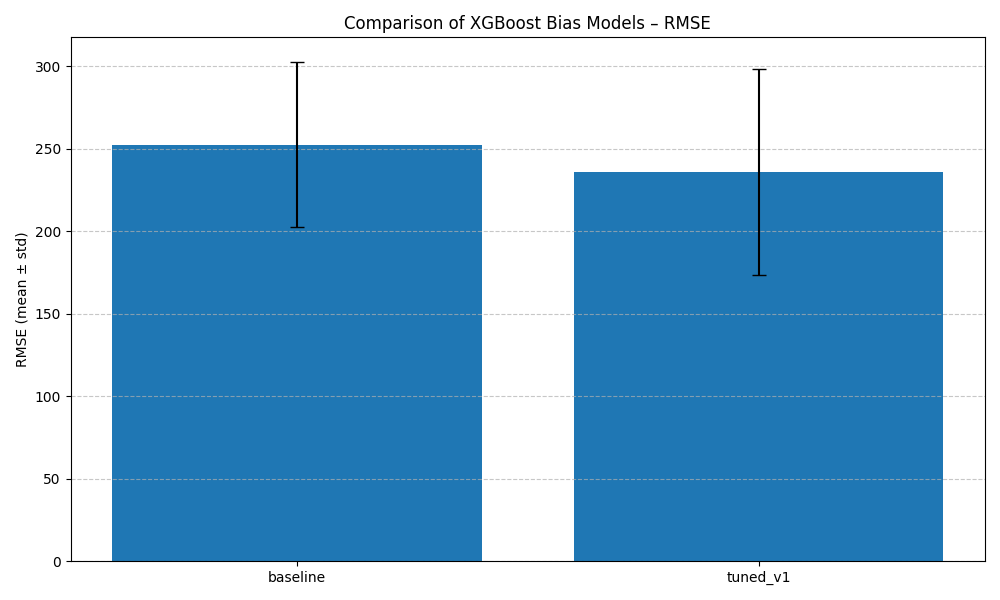 Comparison of XGBoost Bias Models – RMSE
RMSE (mean ± std)
300
250
200
150
100
50
0
baseline
tuned_v1